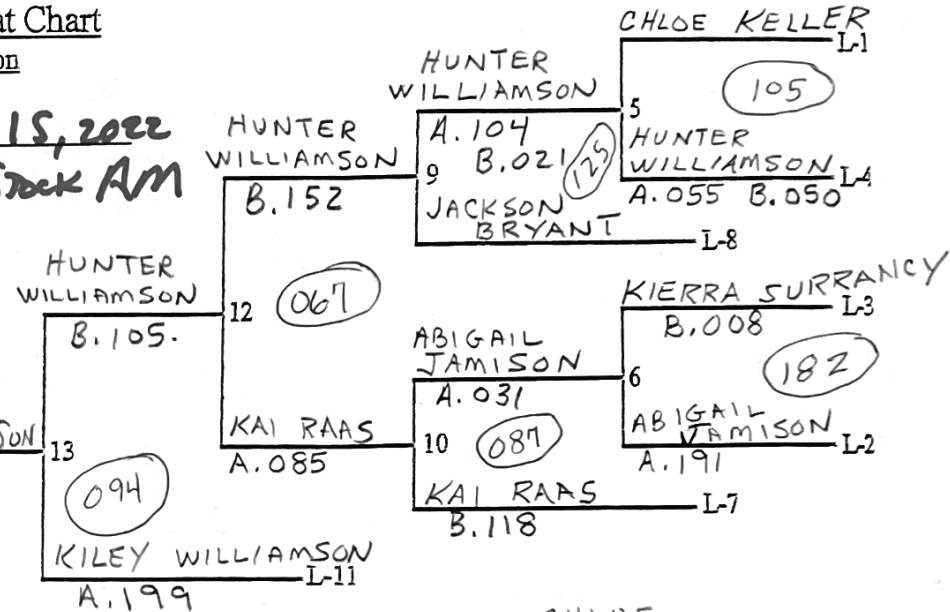 at Chart
on
15, 2022
Stock AM
CHLOE KELLER
L-1
105
5
HUNTER
WILLIAMSON
L-4
A.055 B.050
HUNTER
WILLIAMSON
A.104
B.021
125
9
JACKSON
BRYANT
L-8
HUNTER
WILLIAMSON
B.152
12
067
HUNTER
WILLIAMSON
B.105.
KIERRA SURRANCY
L-3
B.008
182
6
ABIGAIL
JAMISON
L-2
A.191
ABIGAIL
JAMISON
A.031
10
087
KAI RAAS
L-7
B.118
KAI RAAS
A.085
SON
13
094
KILEY WILLIAMSON
L-11
A.199
CHLOE